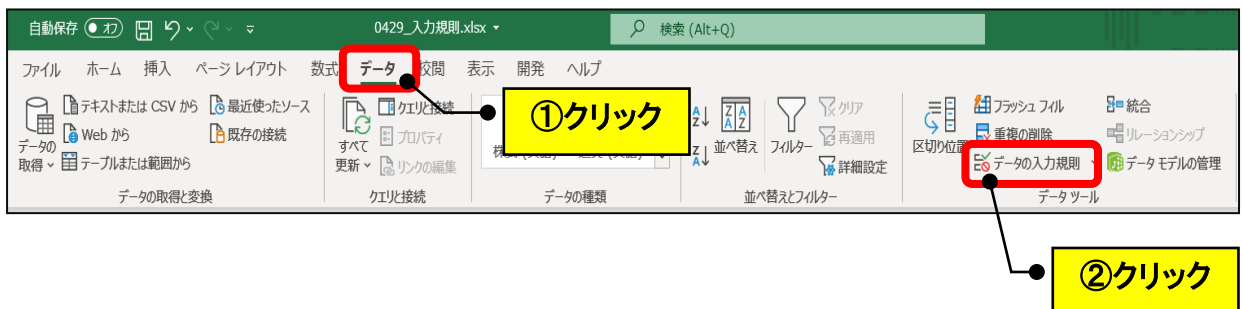 自動保存 オフ 0429_入力規則.xlsx 検索 (Alt+Q)
ファイル ホーム 挿入 ページ レイアウト 数式 データ 校閲 表示 開発 ヘルプ
テキストまたは CSV から 最近使ったソース クエリと接続 クリア フラッシュ フィル 統合
①クリック
Web から 既存の接続 プロパティ 再適用 重複の削除 リレーションシップ
データの取得 すべて更新 並べ替え フィルター 区切り位置
テーブルまたは範囲から リンクの編集 詳細設定 データの入力規則 データ モデルの管理
データの取得と変換 クエリと接続 データの種類 並べ替えとフィルター データ ツール
②クリック